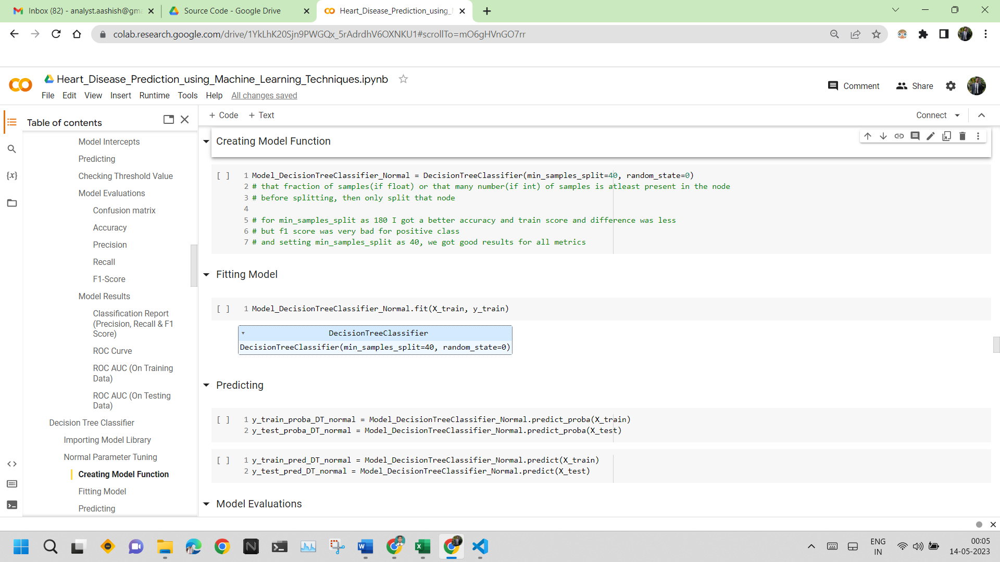 Inbox (82) - analyst.aashish@gm
Source Code - Google Drive
Heart_Disease_Prediction_using_
colab.research.google.com/drive/1YkLhK20Sjn9PWGQx_5rAdrdhV6OXNKU1#scrollTo=mO6gHVnGO7rr
Heart_Disease_Prediction_using_Machine_Learning_Techniques.ipynb
File Edit View Insert Runtime Tools Help All changes saved
Comment
Share
Table of contents
Model Intercepts
Predicting
Checking Threshold Value
Model Evaluations
Confusion matrix
Accuracy
Precision
Recall
F1-Score
Model Results
Classification Report
(Precision, Recall & F1
Score)
ROC Curve
ROC AUC (On Training
Data)
ROC AUC (On Testing
Data)
Decision Tree Classifier
Importing Model Library
Normal Parameter Tuning
Creating Model Function
Fitting Model
Predicting
+ Code + Text
Connect
Creating Model Function
[ ] 1 Model_DecisionTreeClassifier_Normal = DecisionTreeClassifier(min_samples_split=40, random_state=0)
2 # that fraction of samples(if float) or that many number(if int) of samples is atleast present in the node
3 # before splitting, then only split that node
4
5 # for min_samples_split as 180 I got a better accuracy and train score and difference was less
6 # but f1 score was very bad for positive class
7 # and setting min_samples_split as 40, we got good results for all metrics
Fitting Model
[ ] 1 Model_DecisionTreeClassifier_Normal.fit(X_train, y_train)
DecisionTreeClassifier
DecisionTreeClassifier(min_samples_split=40, random_state=0)
Predicting
[ ] 1 y_train_proba_DT_normal = Model_DecisionTreeClassifier_Normal.predict_proba(X_train)
2 y_test_proba_DT_normal = Model_DecisionTreeClassifier_Normal.predict_proba(X_test)
[ ] 1 y_train_pred_DT_normal = Model_DecisionTreeClassifier_Normal.predict(X_train)
2 y_test_pred_DT_normal = Model_DecisionTreeClassifier_Normal.predict(X_test)
Model Evaluations
ENG
IN
00:05
14-05-2023